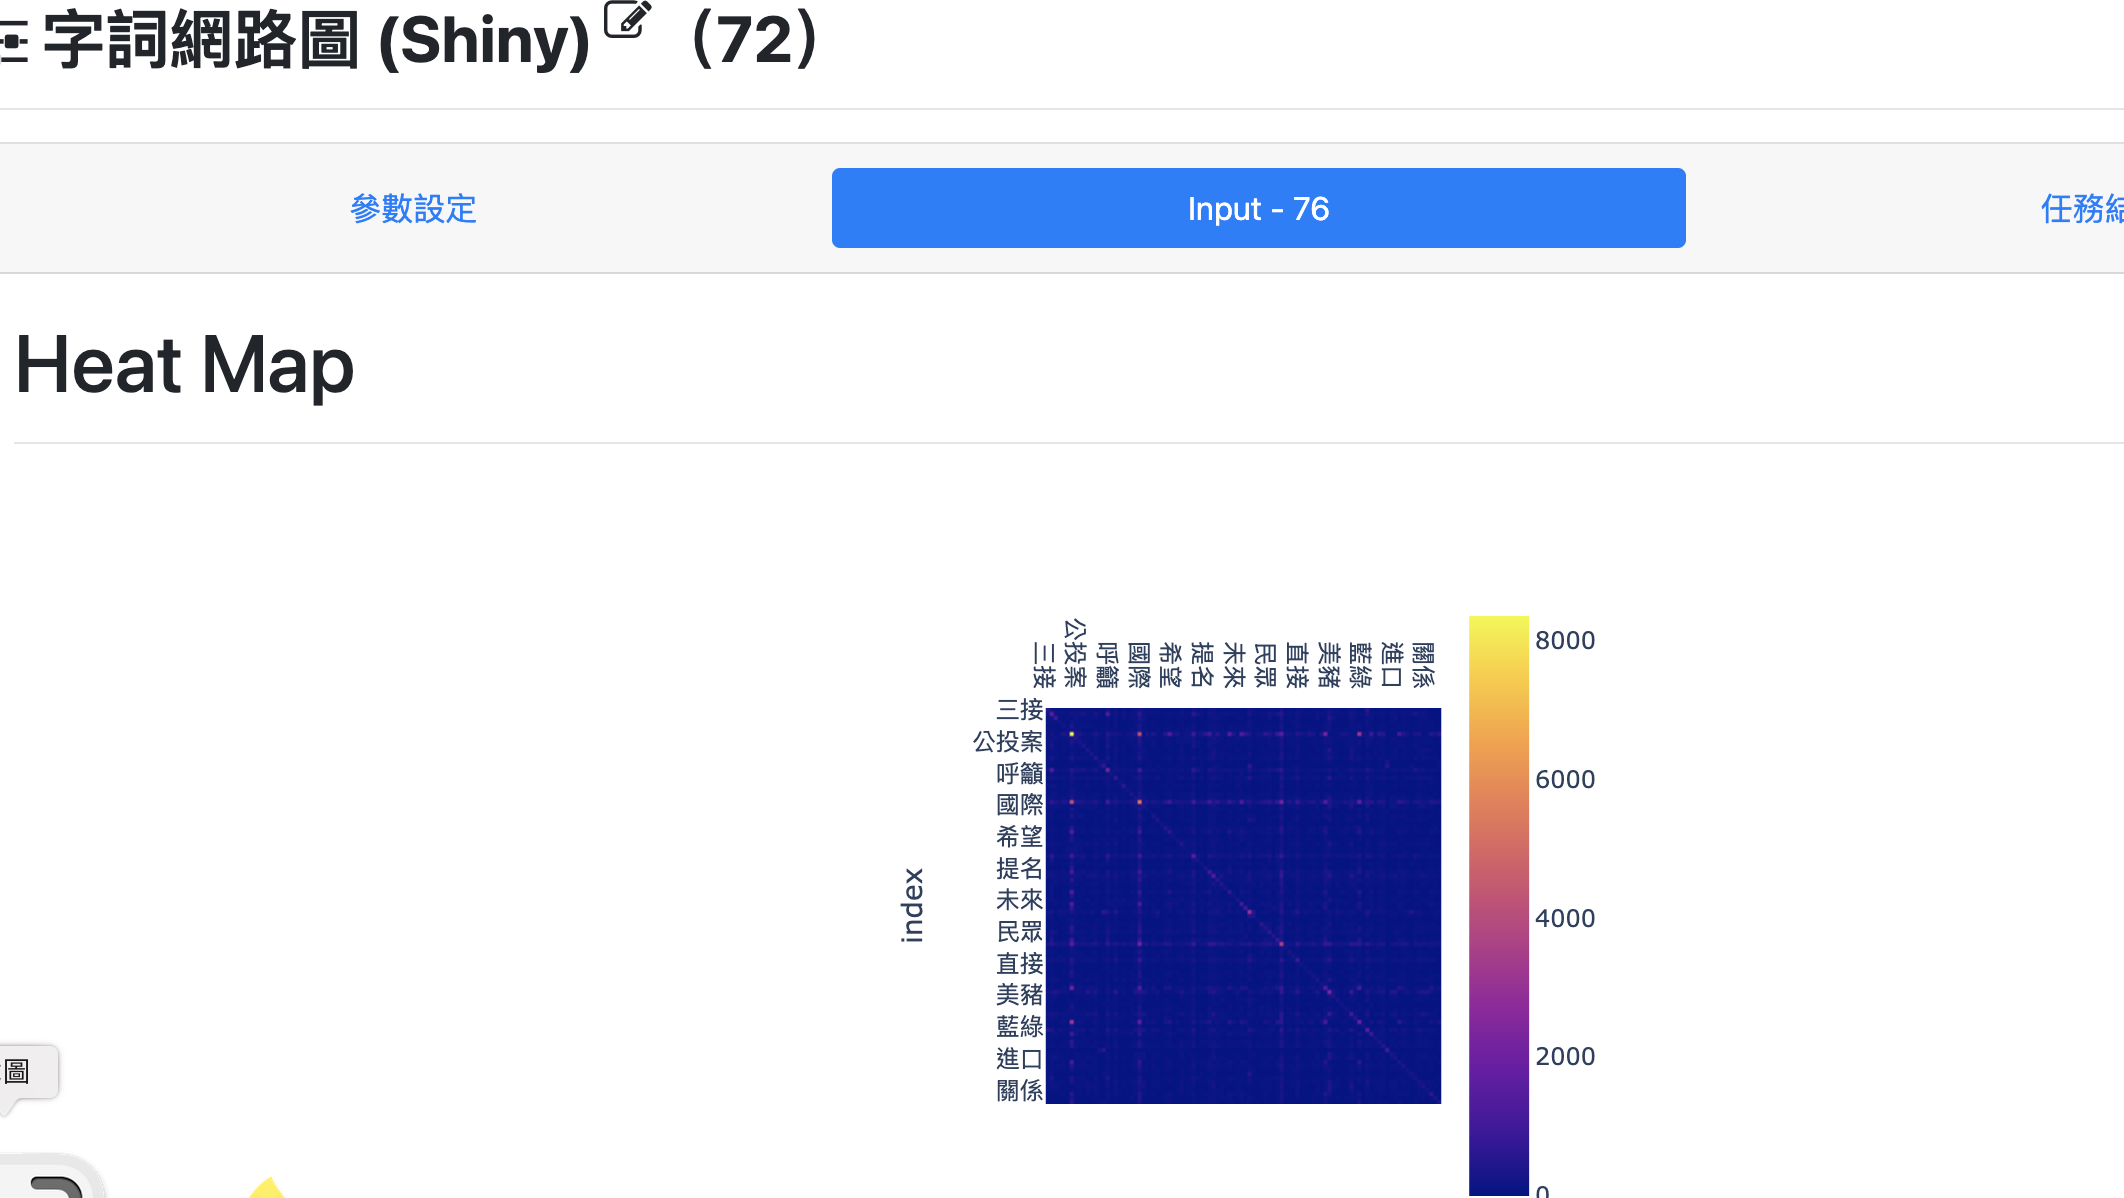 字詞網路圖 (Shiny) （72）
參數設定
Input - 76
任務結
Heat Map
三接
公投案
呼籲
國際
希望
提名
未來
民眾
直接
美豬
藍綠
進口
關係
三接
公投案
呼籲
國際
希望
提名
未來
民眾
直接
美豬
藍綠
進口
關係
index
8000
6000
4000
2000
0
圖